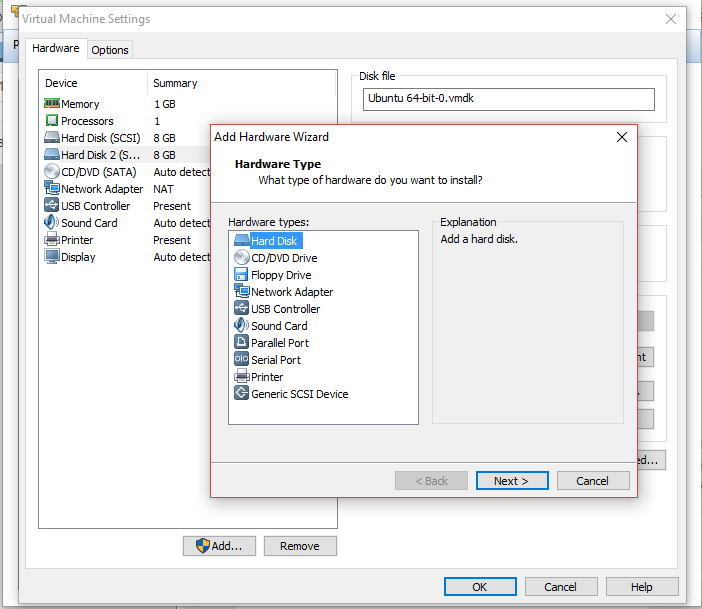 Virtual Machine Settings
Hardware
Options
Device Summary
Memory 1 GB
Processors 1
Hard Disk (SCSI) 8 GB
Hard Disk 2 (S... 8 GB
CD/DVD (SATA) Auto detect
Network Adapter NAT
USB Controller Present
Sound Card Auto detect
Printer Present
Display Auto detect
Add...
Remove
Disk file
Ubuntu 64-bit-0.vmdk
Add Hardware Wizard
Hardware Type
What type of hardware do you want to install?
Hardware types:
Hard Disk
CD/DVD Drive
Floppy Drive
Network Adapter
USB Controller
Sound Card
Parallel Port
Serial Port
Printer
Generic SCSI Device
Explanation
Add a hard disk.
< Back
Next >
Cancel
OK
Cancel
Help